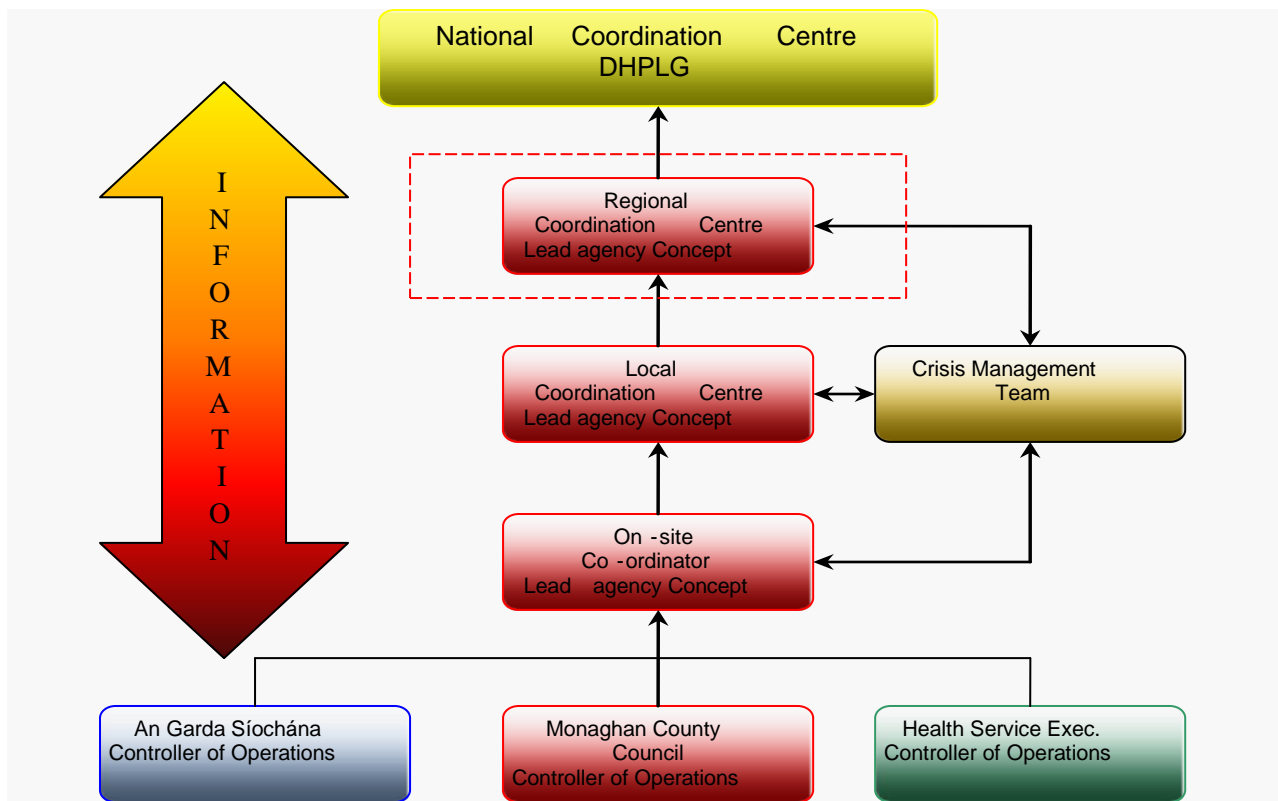 National Coordination Centre
DHPLG
INFORMATION
Regional
Coordination Centre
Lead agency Concept
Local
Coordination Centre
Lead agency Concept
Crisis Management
Team
On -site
Co -ordinator
Lead agency Concept
An Garda Síochána
Controller of Operations
Monaghan County
Council
Controller of Operations
Health Service Exec.
Controller of Operations